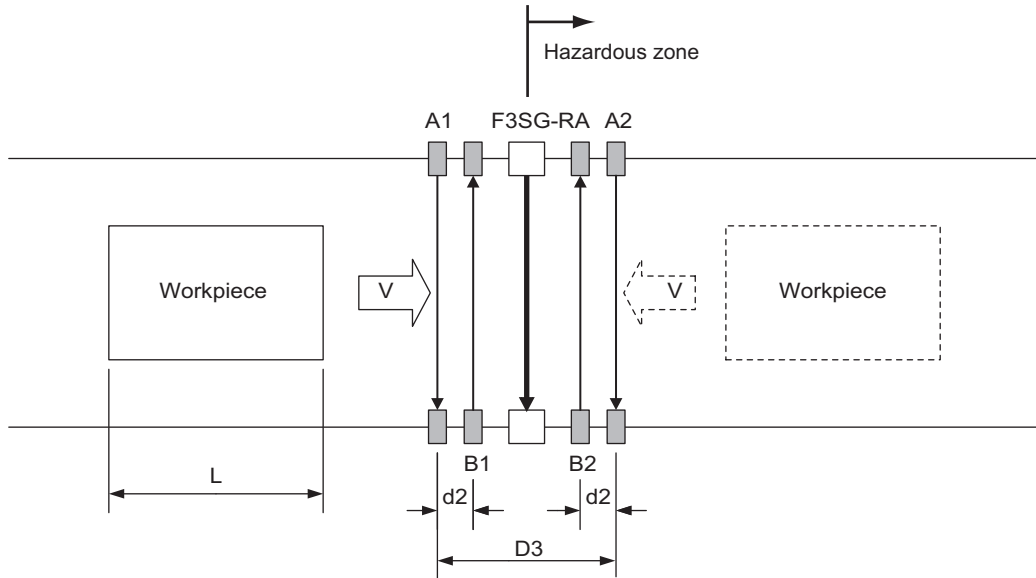 Hazardous zone
A1 F3SG-RA A2
Workpiece V V Workpiece
B1 B2
L d2 d2
D3